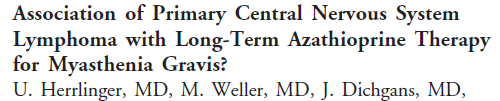 Association of Primary Central Nervous System
Lymphoma with Long-Term Azathioprine Therapy
for Myasthenia Gravis?
U. Herrlinger, MD, M. Weller, MD, J. Dichgans, MD,